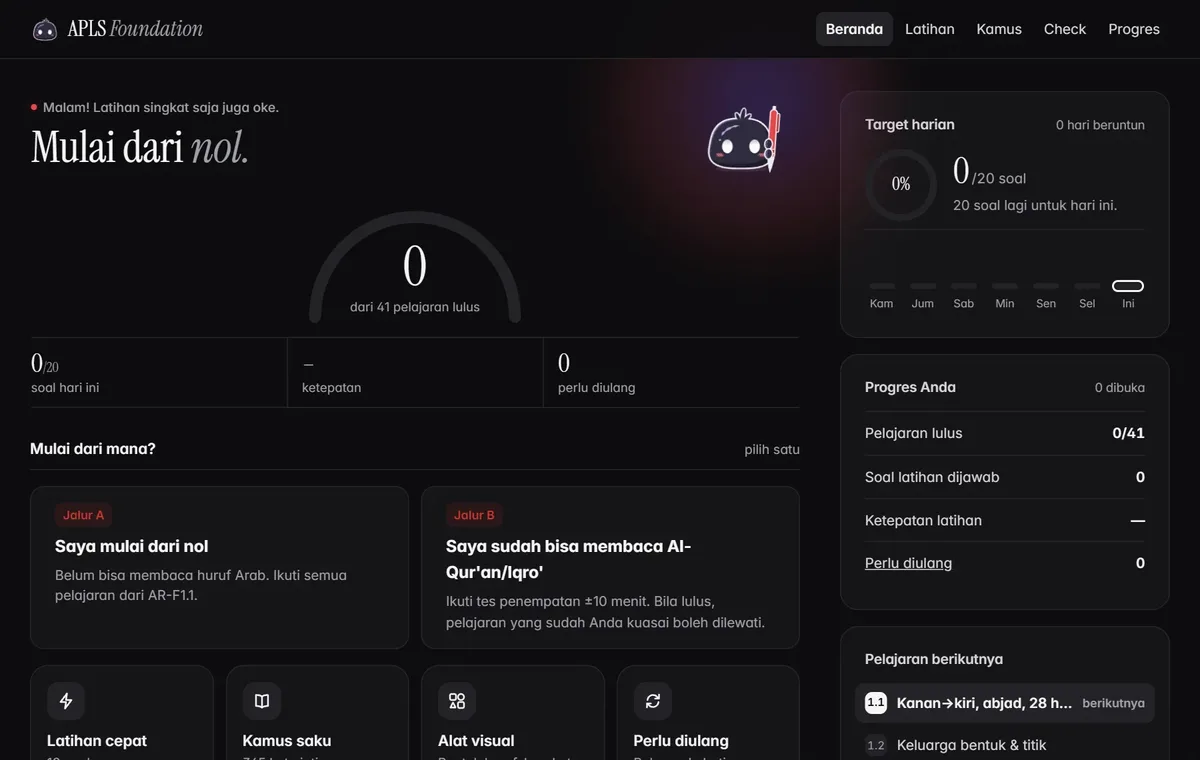 APLS Foundation
Beranda
Latihan
Kamus
Check
Progres
Malam! Latihan singkat saja juga oke.
Mulai dari nol.
0
dari 41 pelajaran lulus
0/20
soal hari ini
–
ketepatan
0
perlu diulang
Mulai dari mana?
pilih satu
Jalur A
Saya mulai dari nol
Belum bisa membaca huruf Arab. Ikuti semua
pelajaran dari AR-F1.1.
Jalur B
Saya sudah bisa membaca Al-
Qur'an/Iqro'
Ikuti tes penempatan ±10 menit. Bila lulus,
pelajaran yang sudah Anda kuasai boleh dilewati.
Latihan cepat
Kamus saku
Alat visual
Perlu diulang
Target harian
0 hari beruntun
0%
0/20 soal
20 soal lagi untuk hari ini.
Kam
Jum
Sab
Min
Sen
Sel
Ini
Progres Anda
0 dibuka
Pelajaran lulus
0/41
Soal latihan dijawab
0
Ketepatan latihan
—
Perlu diulang
0
Pelajaran berikutnya
1.1 Kanan→kiri, abjad, 28 h... berikutnya
1.2 Keluarga bentuk & titik